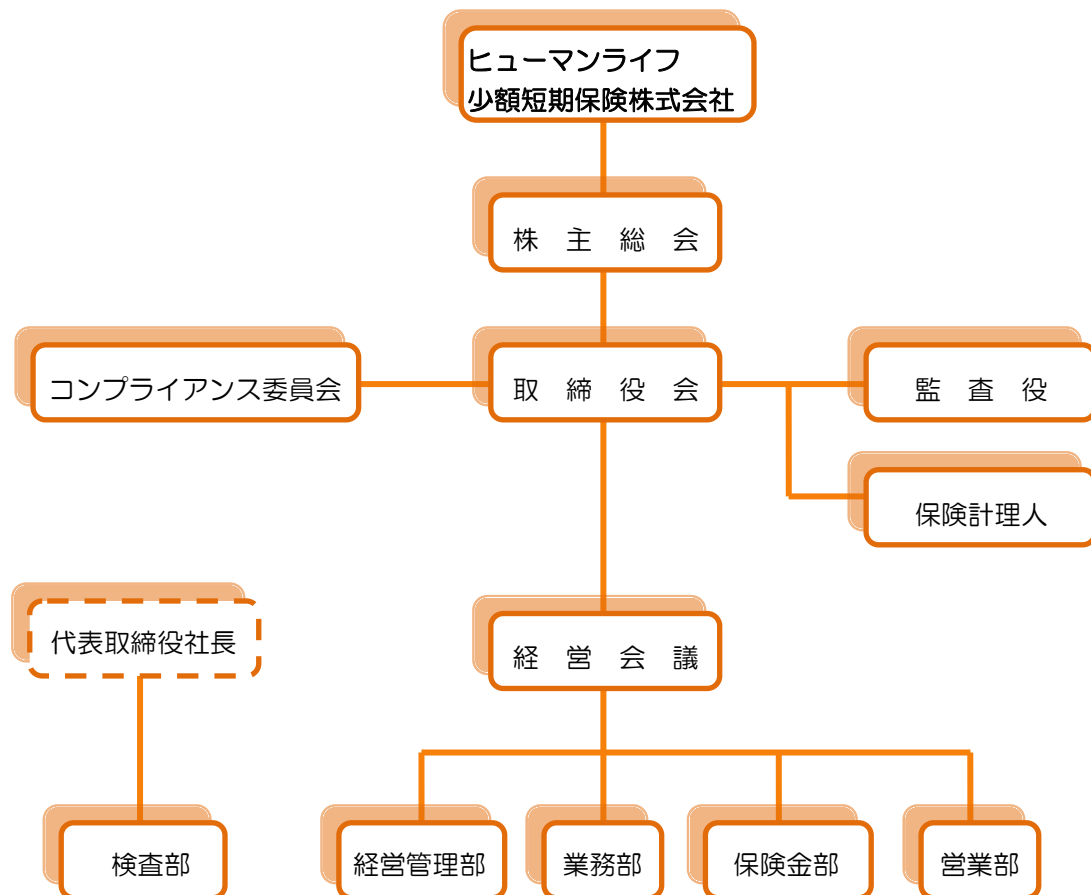 ヒューマンライフ
少額短期保険株式会社
株　主　総　会
コンプライアンス委員会
取　締　役　会
監　査　役
保険計理人
代表取締役社長
経　営　会　議
検査部
経営管理部
業務部
保険金部
営業部